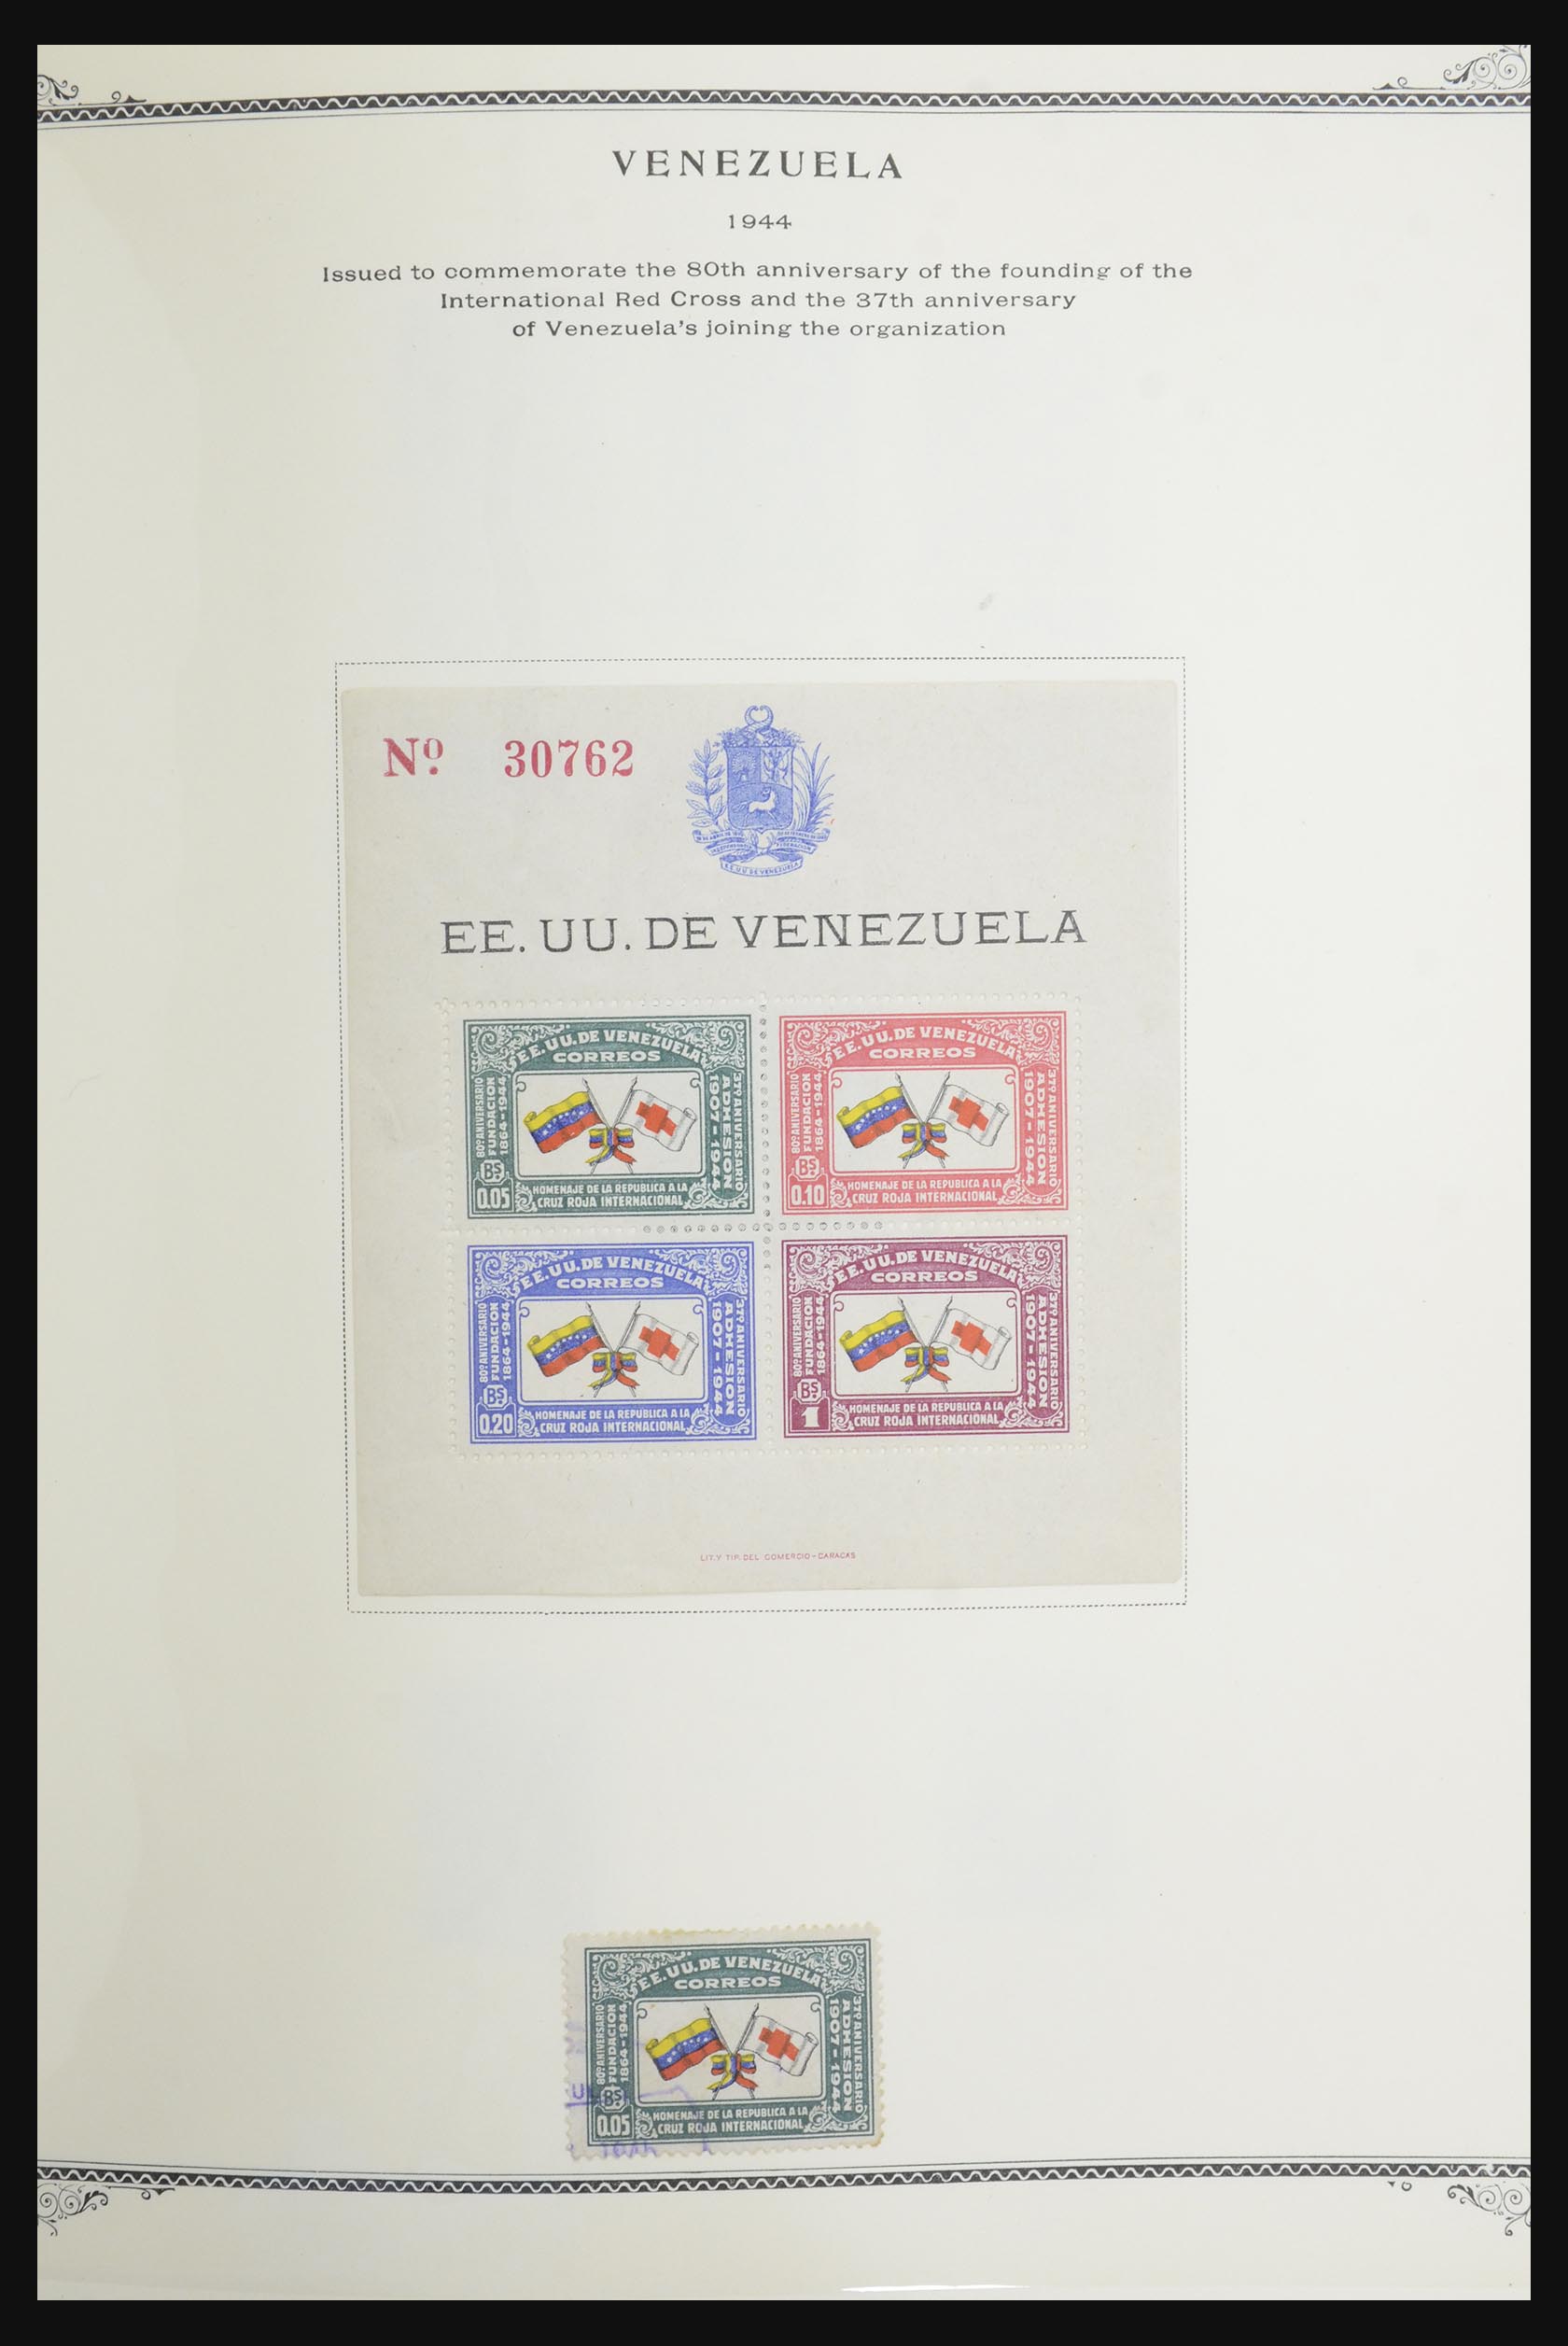 VENEZUELA
1944
Issued to commemorate the 80th anniversary of the founding of the
International Red Cross and the 37th anniversary
of Venezuela's joining the organization
Nº 30762
INDEPENDENCIA FEDERACION
EE.UU DE VENEZUELA
EE. UU. DE VENEZUELA
EE.UU.DE VENEZUELA
CORREOS
80º ANIVERSARIO
FUNDACION
1864-1944
37º ANIVERSARIO
ADHESION
1907-1944
BS.
0.05
HOMENAJE DE LA REPUBLICA A LA
CRUZ ROJA INTERNACIONAL
EE.UU.DE VENEZUELA
CORREOS
80º ANIVERSARIO
FUNDACION
1864-1944
37º ANIVERSARIO
ADHESION
1907-1944
BS.
0.10
HOMENAJE DE LA REPUBLICA A LA
CRUZ ROJA INTERNACIONAL
EE.UU.DE VENEZUELA
CORREOS
80º ANIVERSARIO
FUNDACION
1864-1944
37º ANIVERSARIO
ADHESION
1907-1944
BS.
0.20
HOMENAJE DE LA REPUBLICA A LA
CRUZ ROJA INTERNACIONAL
EE.UU.DE VENEZUELA
CORREOS
80º ANIVERSARIO
FUNDACION
1864-1944
37º ANIVERSARIO
ADHESION
1907-1944
BS.
1
HOMENAJE DE LA REPUBLICA A LA
CRUZ ROJA INTERNACIONAL
LIT.Y TIP. DEL COMERCIO-CARACAS
EE.UU.DE VENEZUELA
CORREOS
80º ANIVERSARIO
FUNDACION
1864-1944
37º ANIVERSARIO
ADHESION
1907-1944
BS.
0.05
HOMENAJE DE LA REPUBLICA A LA
CRUZ ROJA INTERNACIONAL